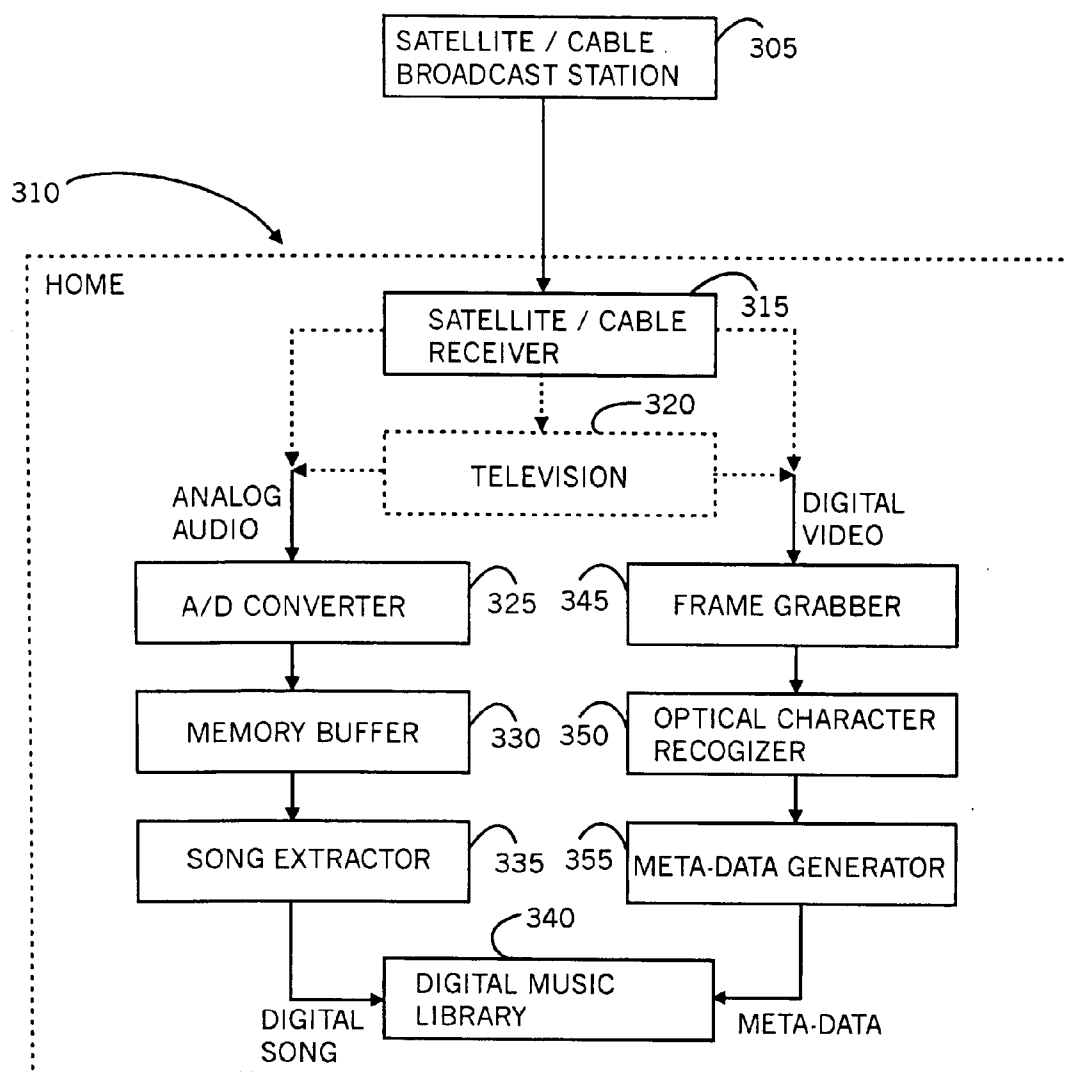 SATELLITE / CABLE
BROADCAST STATION
305
310
HOME
SATELLITE / CABLE
RECEIVER
315
320
TELEVISION
ANALOG
AUDIO
DIGITAL
VIDEO
A/D CONVERTER
325
345
FRAME GRABBER
MEMORY BUFFER
330
350
OPTICAL CHARACTER
RECOGIZER
SONG EXTRACTOR
335
355
META-DATA GENERATOR
340
DIGITAL MUSIC
LIBRARY
DIGITAL
SONG
META-DATA